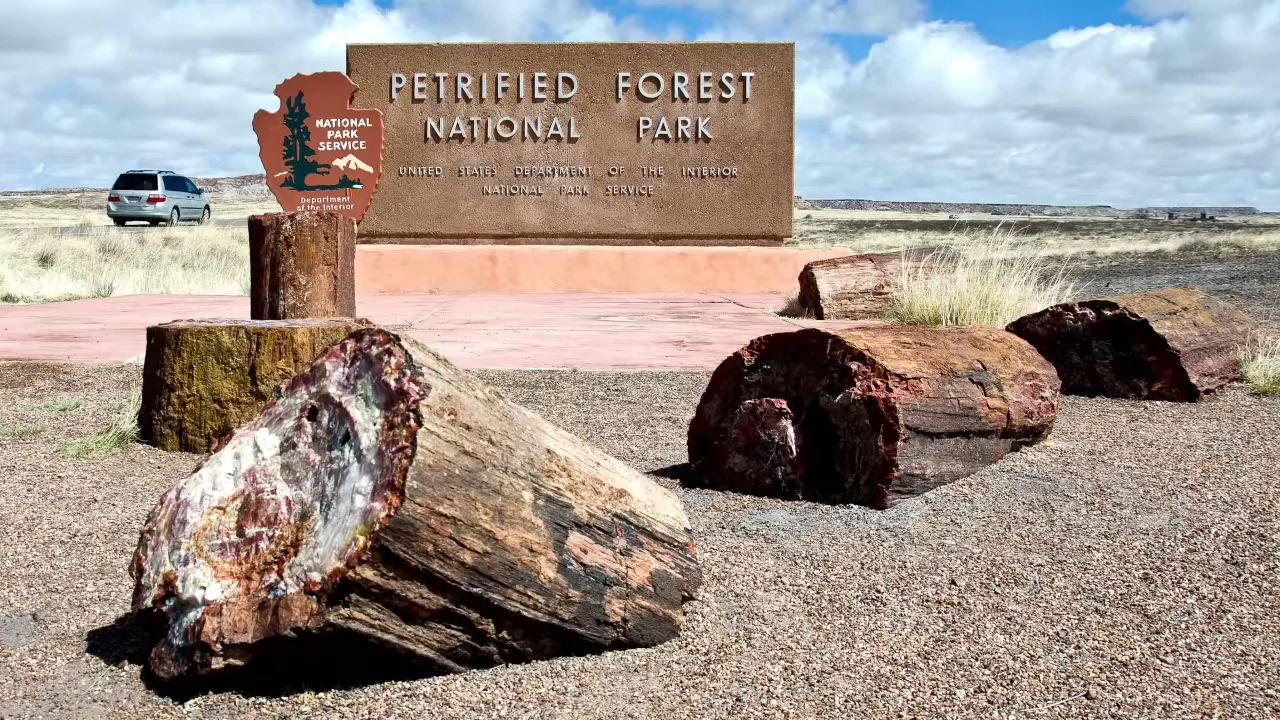 PETRIFIED FOREST
NATIONAL PARK
UNITED STATES DEPARTMENT OF THE INTERIOR
NATIONAL PARK SERVICE
NATIONAL
PARK
SERVICE
Department
of the Interior